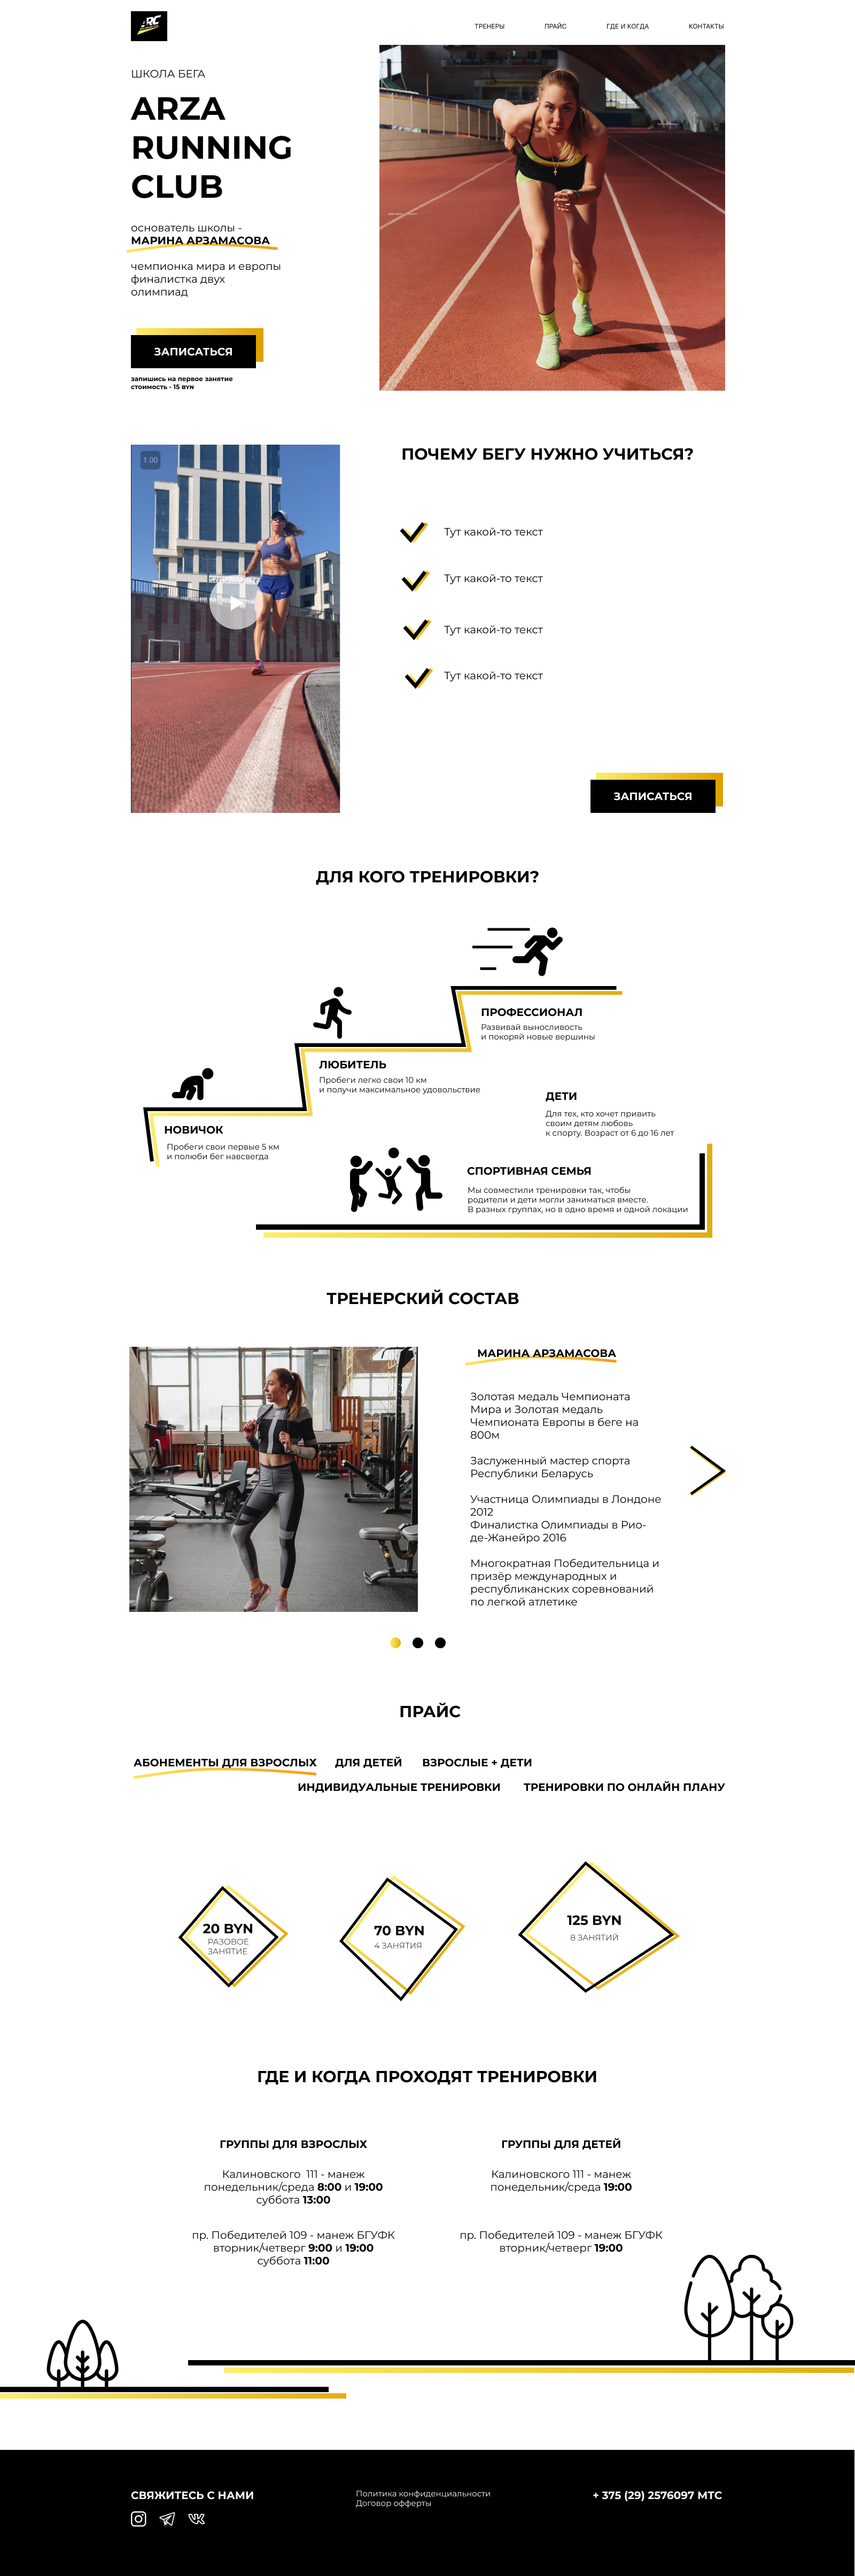 ARC
ТРЕНЕРЫ
ПРАЙС
ГДЕ И КОГДА
КОНТАКТЫ
ШКОЛА БЕГА
ARZA
RUNNING
CLUB
основатель школы -
МАРИНА АРЗАМАСОВА
чемпионка мира и европы
финалистка двух
олимпиад
ЗАПИСАТЬСЯ
запишись на первое занятие
стоимость - 15 BYN
1.00
ПОЧЕМУ БЕГУ НУЖНО УЧИТЬСЯ?
Тут какой-то текст
Тут какой-то текст
Тут какой-то текст
Тут какой-то текст
ЗАПИСАТЬСЯ
ДЛЯ КОГО ТРЕНИРОВКИ?
ПРОФЕССИОНАЛ
Развивай выносливость
и покоряй новые вершины
ЛЮБИТЕЛЬ
Пробеги легко свои 10 км
и получи максимальное удовольствие
НОВИЧОК
Пробеги свои первые 5 км
и полюби бег навсвегда
ДЕТИ
Для тех, кто хочет привить
своим детям любовь
к спорту. Возраст от 6 до 16 лет
СПОРТИВНАЯ СЕМЬЯ
Мы совместили тренировки так, чтобы
родители и дети могли заниматься вместе.
В разных группах, но в одно время и одной локации
ТРЕНЕРСКИЙ СОСТАВ
МАРИНА АРЗАМАСОВА
Золотая медаль Чемпионата
Мира и Золотая медаль
Чемпионата Европы в беге на
800м
Заслуженный мастер спорта
Республики Беларусь
Участница Олимпиады в Лондоне
2012
Финалистка Олимпиады в Рио-
де-Жанейро 2016
Многократная Победительница и
призёр международных и
республиканских соревнований
по легкой атлетике
ПРАЙС
АБОНЕМЕНТЫ ДЛЯ ВЗРОСЛЫХ
ДЛЯ ДЕТЕЙ
ВЗРОСЛЫЕ + ДЕТИ
ИНДИВИДУАЛЬНЫЕ ТРЕНИРОВКИ
ТРЕНИРОВКИ ПО ОНЛАЙН ПЛАНУ
20 BYN
РАЗОВОЕ
ЗАНЯТИЕ
70 BYN
4 ЗАНЯТИЯ
125 BYN
8 ЗАНЯТИЙ
ГДЕ И КОГДА ПРОХОДЯТ ТРЕНИРОВКИ
ГРУППЫ ДЛЯ ВЗРОСЛЫХ
Калиновского 111 - манеж
понедельник/среда 8:00 и 19:00
суббота 13:00
пр. Победителей 109 - манеж БГУФК
вторник/четверг 9:00 и 19:00
суббота 11:00
ГРУППЫ ДЛЯ ДЕТЕЙ
Калиновского 111 - манеж
понедельник/среда 19:00
пр. Победителей 109 - манеж БГУФК
вторник/четверг 19:00
СВЯЖИТЕСЬ С НАМИ
Политика конфиденциальности
Договор офферты
+ 375 (29) 2576097 МТС